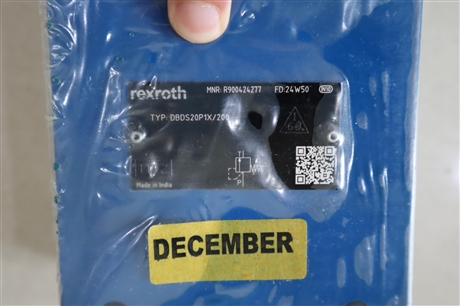 rexroth MNR: R900424277 FD:24W50
TYP: DBDS20P1X/200
Made in India
DECEMBER